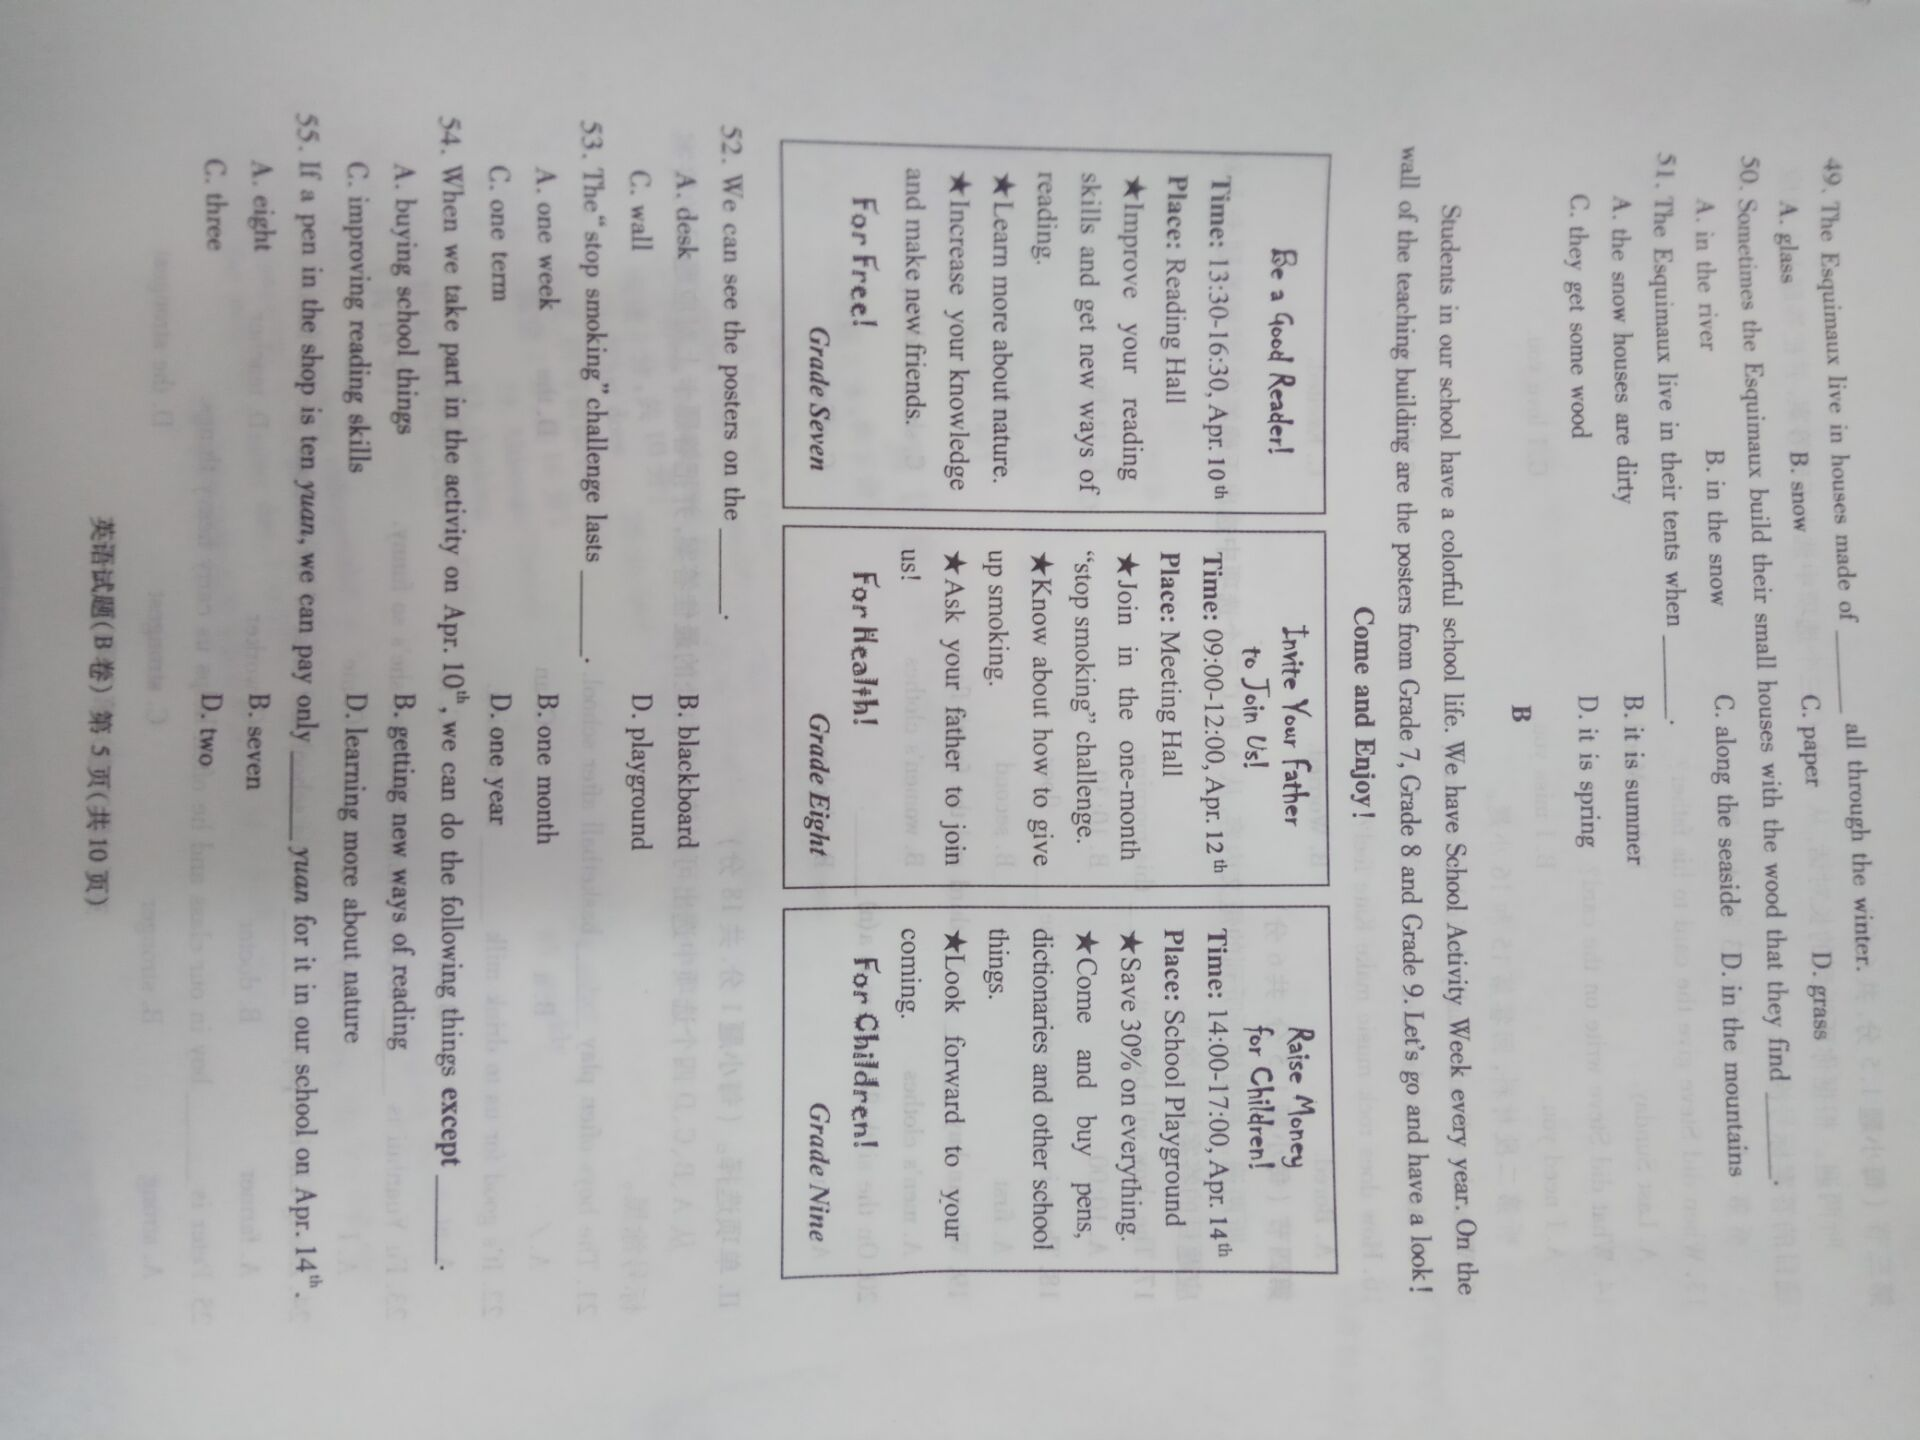 49. The Esquimaux live in houses made of ______ all through the winter.
A. glass B. snow C. paper D. grass
50. Sometimes the Esquimaux build their small houses with the wood that they find ______.
A. in the river B. in the snow C. along the seaside D. in the mountains
51. The Esquimaux live in their tents when ______.
A. the snow houses are dirty B. it is summer
C. they get some wood D. it is spring
B
Students in our school have a colorful school life. We have School Activity Week every year. On the
wall of the teaching building are the posters from Grade 7, Grade 8 and Grade 9. Let's go and have a look!
Come and Enjoy!
Be a Good Reader!
Time: 13:30-16:30, Apr. 10th
Place: Reading Hall
★Improve your reading
skills and get new ways of
reading.
★Learn more about nature.
★Increase your knowledge
and make new friends.
For Free!
Grade Seven
Invite Your Father
to Join Us!
Time: 09:00-12:00, Apr. 12th
Place: Meeting Hall
★Join in the one-month
"stop smoking" challenge.
★Know about how to give
up smoking.
★Ask your father to join
us!
For Health!
Grade Eight
Raise Money
for Children!
Time: 14:00-17:00, Apr. 14th
Place: School Playground
★Save 30% on everything.
★Come and buy pens,
dictionaries and other school
things.
★Look forward to your
coming.
For Children!
Grade Nine
52. We can see the posters on the ______.
A. desk B. blackboard
C. wall D. playground
53. The "stop smoking" challenge lasts ______.
A. one week B. one month
C. one term D. one year
54. When we take part in the activity on Apr. 10th, we can do the following things except ______.
A. buying school things B. getting new ways of reading
C. improving reading skills D. learning more about nature
55. If a pen in the shop is ten yuan, we can pay only ____ yuan for it in our school on Apr. 14th.
A. eight B. seven
C. three D. two
英语试题(B卷) 第5页(共10页)